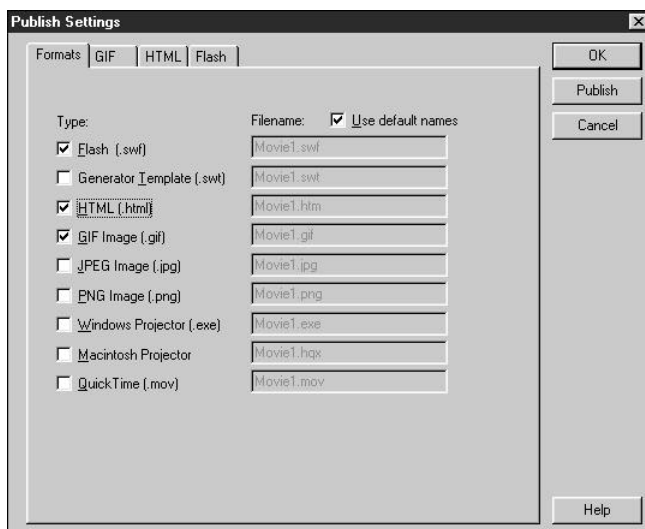 Publish Settings
Formats GIF HTML Flash
OK
Publish
Cancel
Type: Filename: Use default names
Flash (.swf) Movie1.swf
Generator Template (.swt) Movie1.swt
HTML (.html) Movie1.htm
GIF Image (.gif) Movie1.gif
JPEG Image (.jpg) Movie1.jpg
PNG Image (.png) Movie1.png
Windows Projector (.exe) Movie1.exe
Macintosh Projector Movie1.hqx
QuickTime (.mov) Movie1.mov
Help